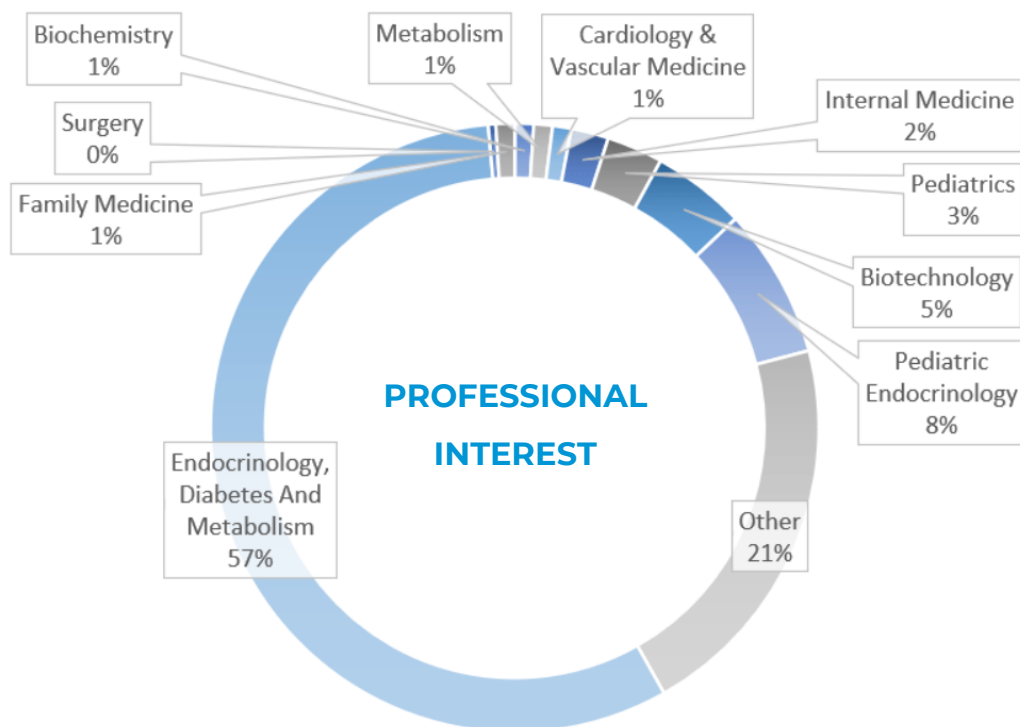 Biochemistry
1%
Metabolism
1%
Cardiology &
Vascular Medicine
1%
Internal Medicine
2%
Surgery
0%
Pediatrics
3%
Family Medicine
1%
Biotechnology
5%
Pediatric
Endocrinology
8%
PROFESSIONAL
INTEREST
Endocrinology,
Diabetes And
Metabolism
57%
Other
21%